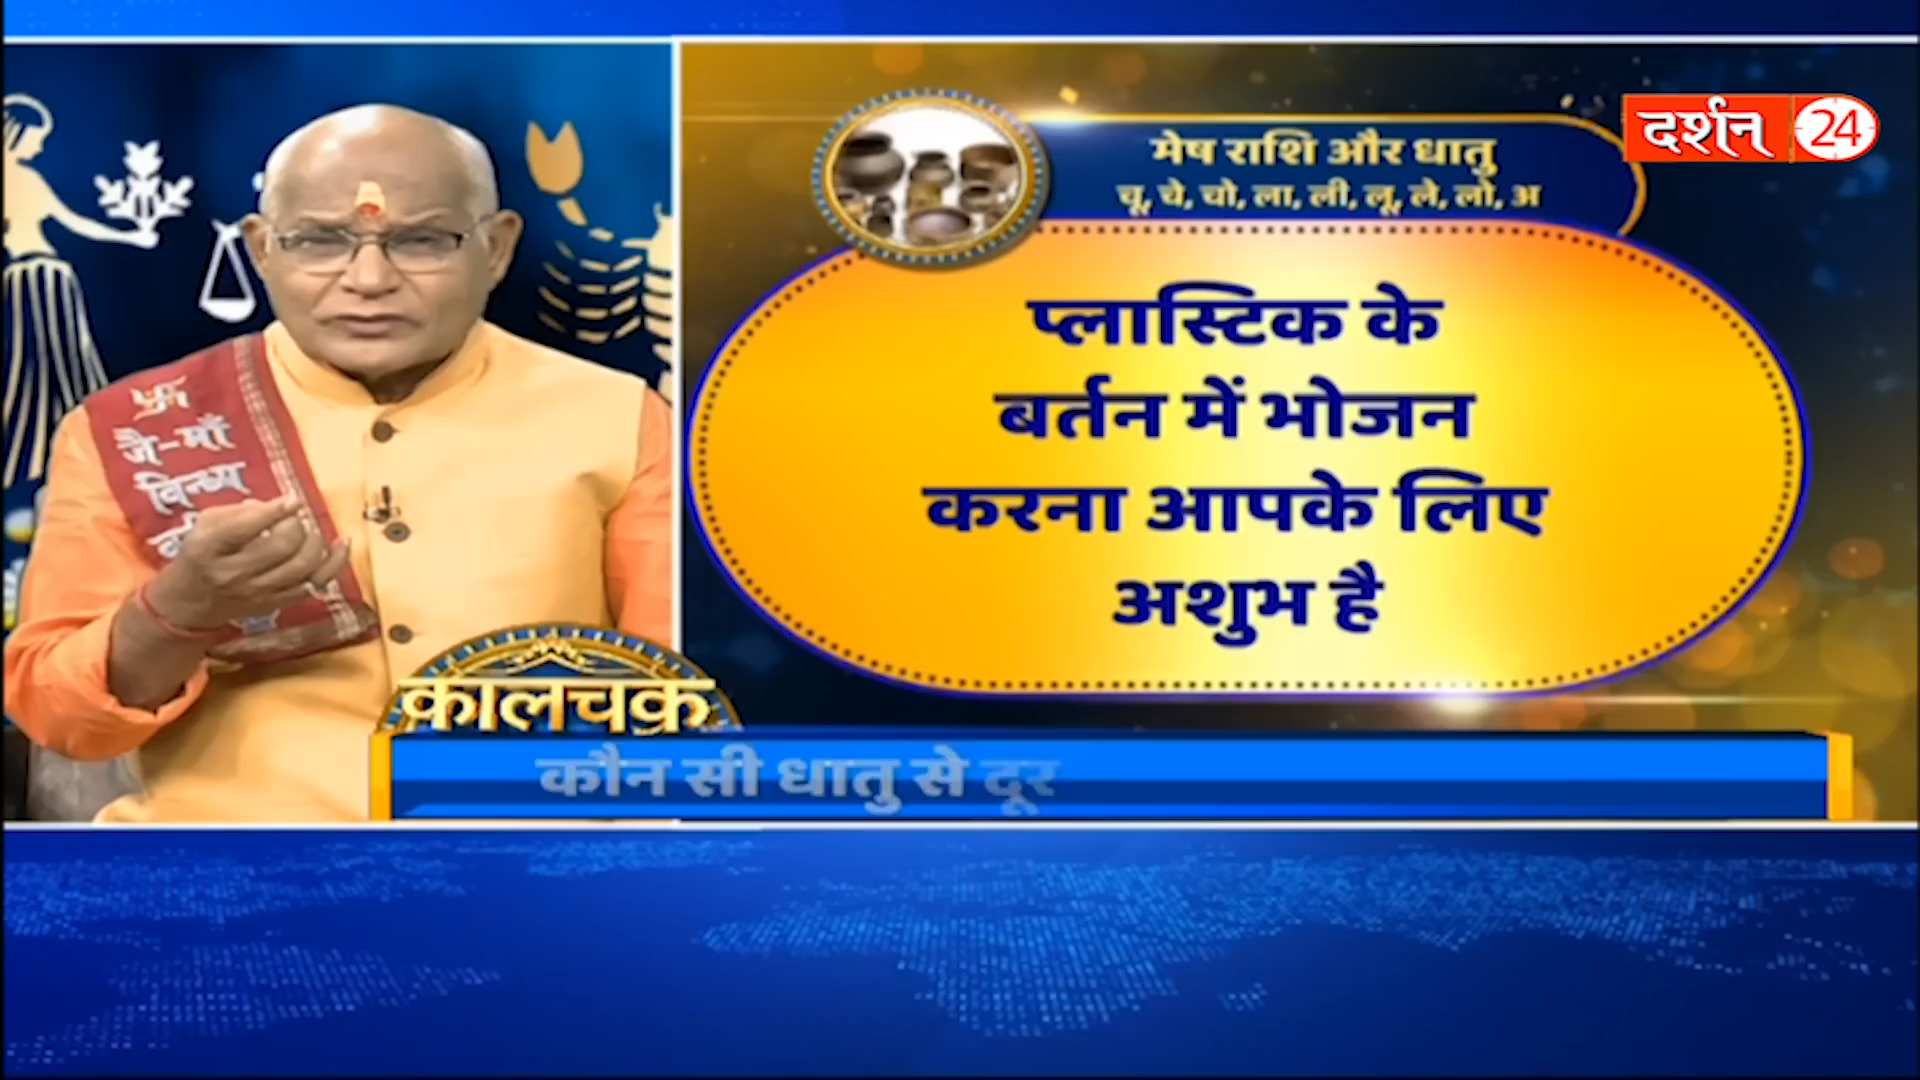 दर्शन 24
मेष राशि और धातु
चू, चे, चो, ला, ली, लू, ले, लो, अ
प्लास्टिक के
बर्तन में भोजन
करना आपके लिए
अशुभ है
जै-माँ
विन्ध्य
कालचक्र
कौन सी धातु से दूर